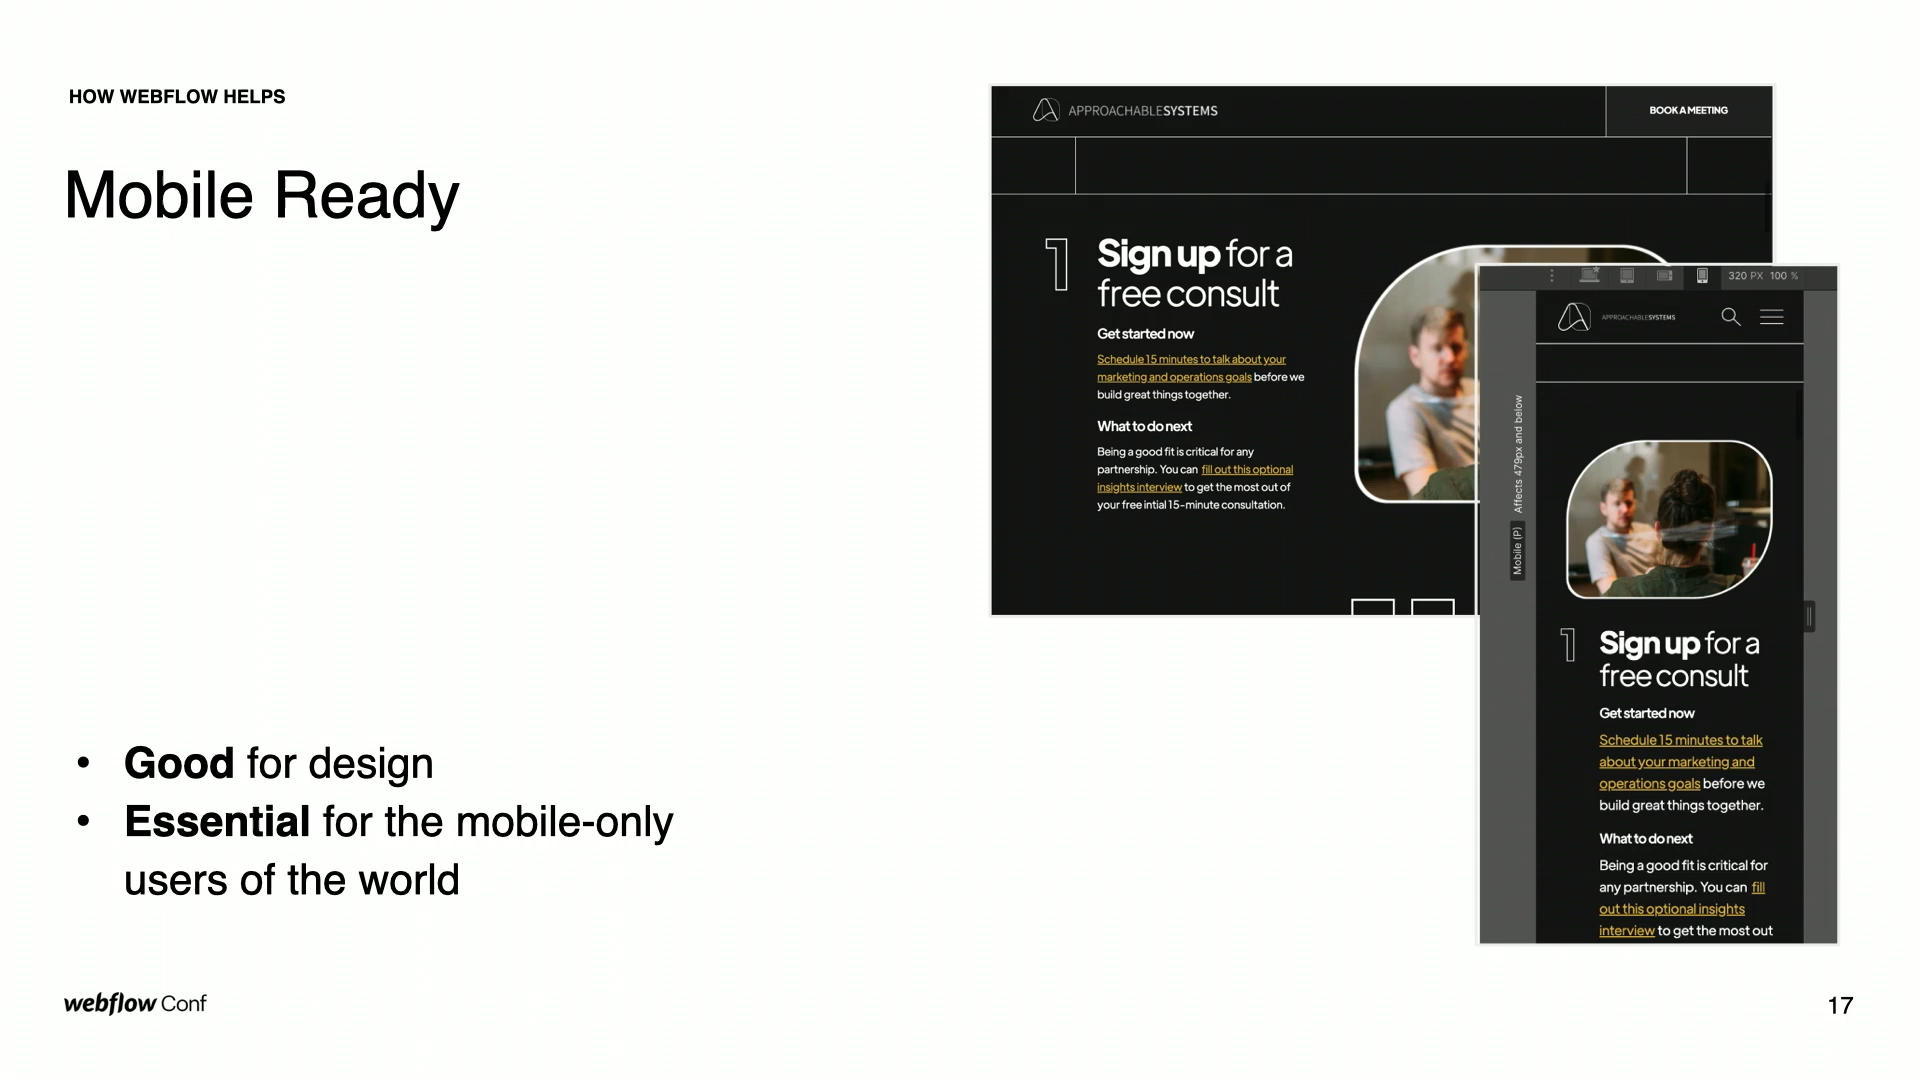 HOW WEBFLOW HELPS
Mobile Ready
• Good for design
• Essential for the mobile-only
users of the world
APPROACHABLESYSTEMS
BOOK A MEETING
1
Sign up for a
free consult
Get started now
Schedule 15 minutes to talk about your
marketing and operations goals before we
build great things together.
What to do next
Being a good fit is critical for any
partnership. You can fill out this optional
insights interview to get the most out of
your free intial 15-minute consultation.
320 PX 100 %
Mobile (P) Affects 479px and below
APPROACHABLESYSTEMS
1
Sign up for a
free consult
Get started now
Schedule 15 minutes to talk
about your marketing and
operations goals before we
build great things together.
What to do next
Being a good fit is critical for
any partnership. You can fill
out this optional insights
interview to get the most out
webflow Conf
17